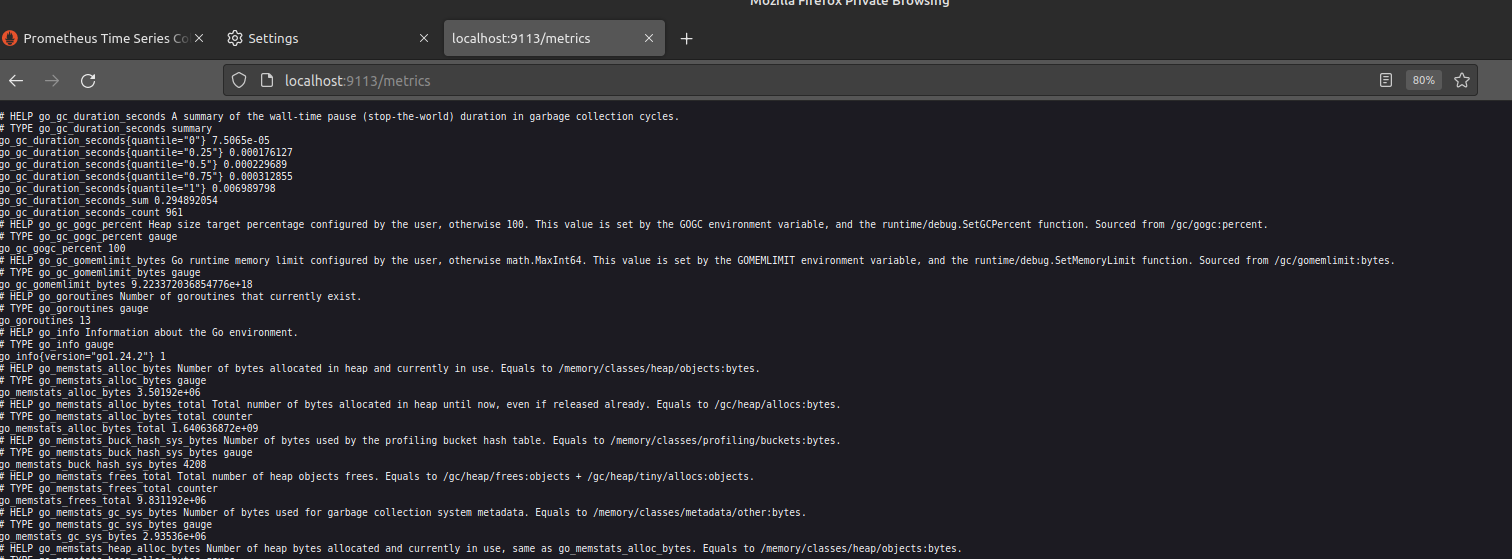 Mozilla Firefox Private Browsing
Prometheus Time Series Co
Settings
localhost:9113/metrics
localhost:9113/metrics
80%
# HELP go_gc_duration_seconds A summary of the wall-time pause (stop-the-world) duration in garbage collection cycles.
# TYPE go_gc_duration_seconds summary
go_gc_duration_seconds{quantile="0"} 7.5065e-05
go_gc_duration_seconds{quantile="0.25"} 0.000176127
go_gc_duration_seconds{quantile="0.5"} 0.000229689
go_gc_duration_seconds{quantile="0.75"} 0.000312855
go_gc_duration_seconds{quantile="1"} 0.006989798
go_gc_duration_seconds_sum 0.294892054
go_gc_duration_seconds_count 961
# HELP go_gc_gogc_percent Heap size target percentage configured by the user, otherwise 100. This value is set by the GOGC environment variable, and the runtime/debug.SetGCPercent function. Sourced from /gc/gogc:percent.
# TYPE go_gc_gogc_percent gauge
go_gc_gogc_percent 100
# HELP go_gc_gomemlimit_bytes Go runtime memory limit configured by the user, otherwise math.MaxInt64. This value is set by the GOMEMLIMIT environment variable, and the runtime/debug.SetMemoryLimit function. Sourced from /gc/gomemlimit:bytes.
# TYPE go_gc_gomemlimit_bytes gauge
go_gc_gomemlimit_bytes 9.223372036854776e+18
# HELP go_goroutines Number of goroutines that currently exist.
# TYPE go_goroutines gauge
go_goroutines 13
# HELP go_info Information about the Go environment.
# TYPE go_info gauge
go_info{version="go1.24.2"} 1
# HELP go_memstats_alloc_bytes Number of bytes allocated in heap and currently in use. Equals to /memory/classes/heap/objects:bytes.
# TYPE go_memstats_alloc_bytes gauge
go_memstats_alloc_bytes 3.50192e+06
# HELP go_memstats_alloc_bytes_total Total number of bytes allocated in heap until now, even if released already. Equals to /gc/heap/allocs:bytes.
# TYPE go_memstats_alloc_bytes_total counter
go_memstats_alloc_bytes_total 1.640636872e+09
# HELP go_memstats_buck_hash_sys_bytes Number of bytes used by the profiling bucket hash table. Equals to /memory/classes/profiling/buckets:bytes.
# TYPE go_memstats_buck_hash_sys_bytes gauge
go_memstats_buck_hash_sys_bytes 4208
# HELP go_memstats_frees_total Total number of heap objects frees. Equals to /gc/heap/frees:objects + /gc/heap/tiny/allocs:objects.
# TYPE go_memstats_frees_total counter
go_memstats_frees_total 9.831192e+06
# HELP go_memstats_gc_sys_bytes Number of bytes used for garbage collection system metadata. Equals to /memory/classes/metadata/other:bytes.
# TYPE go_memstats_gc_sys_bytes gauge
go_memstats_gc_sys_bytes 2.93536e+06
# HELP go_memstats_heap_alloc_bytes Number of heap bytes allocated and currently in use, same as go_memstats_alloc_bytes. Equals to /memory/classes/heap/objects:bytes.